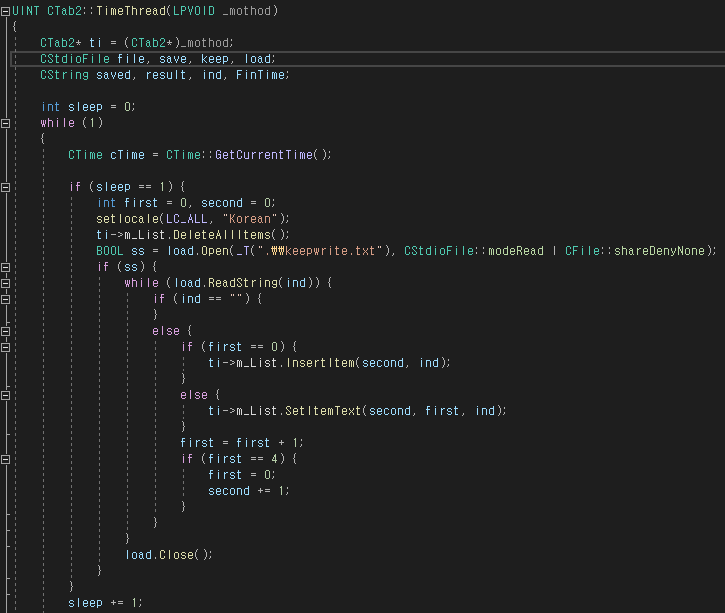 UINT CTab2::TimeThread(LPVOID _mothod)
{
    CTab2* ti = (CTab2*)_mothod;
    CStdioFile file, save, keep, load;
    CString saved, result, ind, FinTime;

    int sleep = 0;
    while (1)
    {
        CTime cTime = CTime::GetCurrentTime();

        if (sleep == 1) {
            int first = 0, second = 0;
            setlocale(LC_ALL, "Korean");
            ti->m_List.DeleteAllItems();
            BOOL ss = load.Open(_T(".₩₩keepwrite.txt"), CStdioFile::modeRead | CFile::shareDenyNone);
            if (ss) {
                while (load.ReadString(ind)) {
                    if (ind == "") {
                    }
                    else {
                        if (first == 0) {
                            ti->m_List.InsertItem(second, ind);
                        }
                        else {
                            ti->m_List.SetItemText(second, first, ind);
                        }
                        first = first + 1;
                        if (first == 4) {
                            first = 0;
                            second += 1;
                        }
                    }
                }
                load.Close();
            }
        }
        sleep += 1;